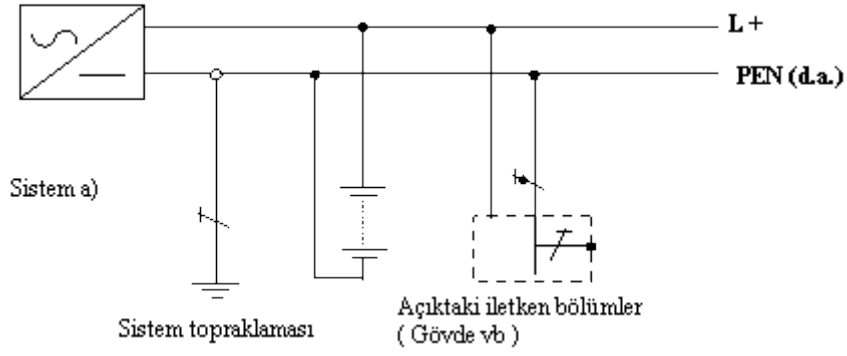 L +
PEN (d.a.)
Sistem a)
Sistem topraklaması
Açıktaki iletken bölümler
( Gövde vb )